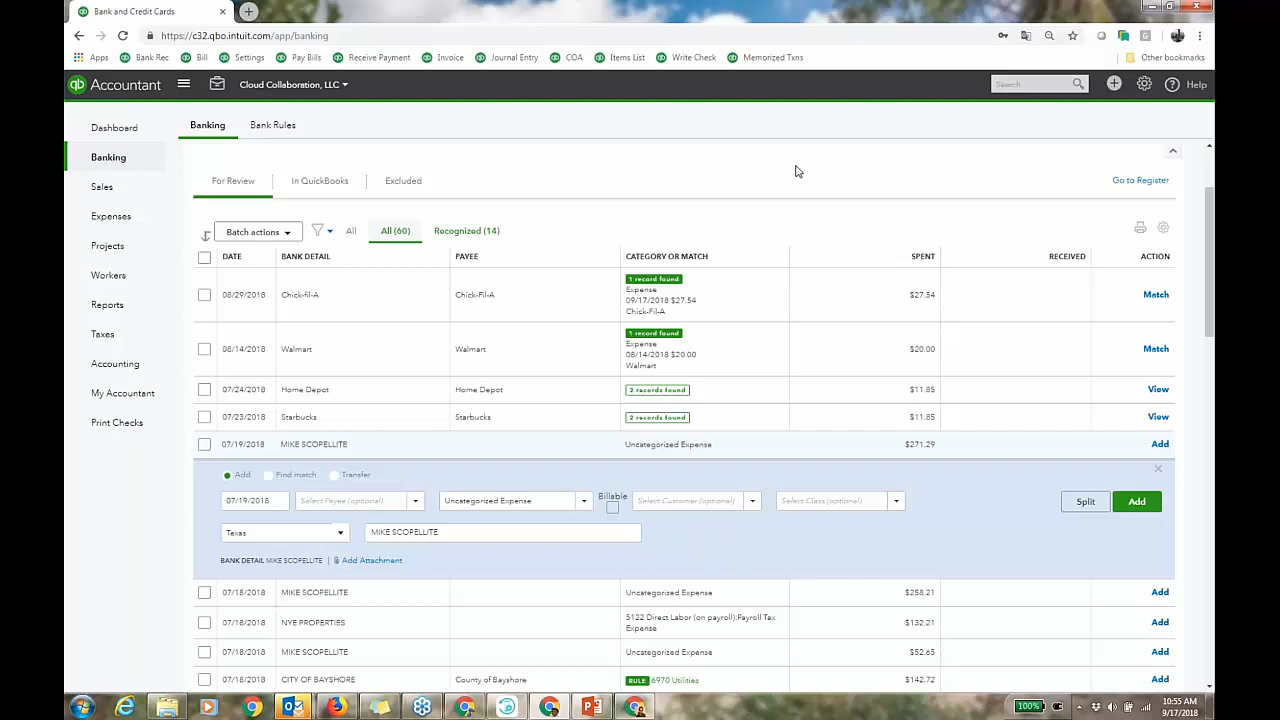 Bank and Credit Cards
https://c32.qbo.intuit.com/app/banking
Apps Bank Rec Bill Settings Pay Bills Receive Payment Invoice Journal Entry COA Items List Write Check Memorized Txns Other bookmarks
qb Accountant Cloud Collaboration, LLC Search Help
Dashboard
Banking
Sales
Expenses
Projects
Workers
Reports
Taxes
Accounting
My Accountant
Print Checks
Banking Bank Rules
For Review In QuickBooks Excluded Go to Register
Batch actions All All (60) Recognized (14)
DATE BANK DETAIL PAYEE CATEGORY OR MATCH SPENT RECEIVED ACTION
1 record found
08/29/2018 Chick-fil-A Chick-Fil-A Expense $27.54 Match
09/17/2018 $27.54
Chick-Fil-A
1 record found
08/14/2018 Walmart Walmart Expense $20.00 Match
08/14/2018 $20.00
Walmart
07/24/2018 Home Depot Home Depot 2 records found $11.85 View
07/23/2018 Starbucks Starbucks 2 records found $11.85 View
07/19/2018 MIKE SCOPELLITE Uncategorized Expense $271.29 Add
Add Find match Transfer
07/19/2018 Select Payee (optional) Uncategorized Expense Billable Select Customer (optional) Select Class (optional) Split Add
Texas MIKE SCOPELLITE
BANK DETAIL MIKE SCOPELLITE | Add Attachment
07/18/2018 MIKE SCOPELLITE Uncategorized Expense $258.21 Add
07/18/2018 NYE PROPERTIES 5122 Direct Labor (on payroll):Payroll Tax Expense $132.21 Add
07/18/2018 MIKE SCOPELLITE Uncategorized Expense $52.65 Add
07/18/2018 CITY OF BAYSHORE County of Bayshore RULE 6970 Utilities $142.72 Add
100% 10:55 AM
9/17/2018